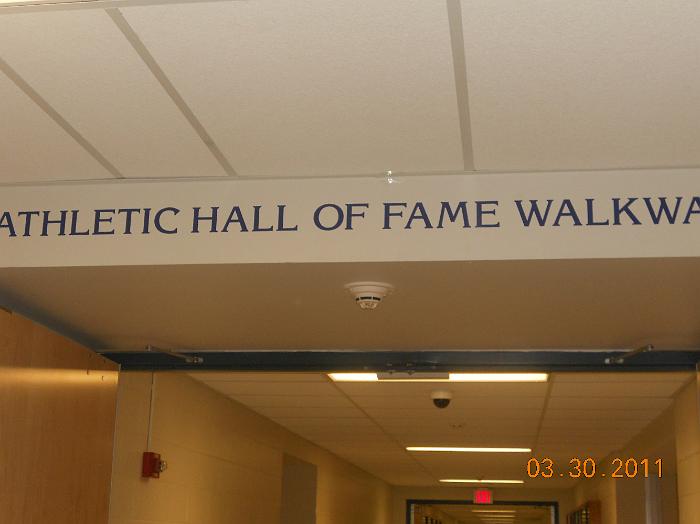 ATHLETIC HALL OF FAME WALKWA
03.30.2011